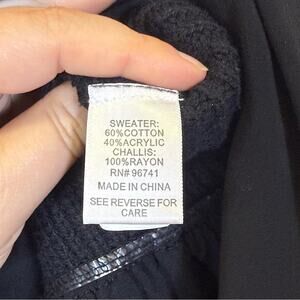 SWEATER:
60%COTTON
40%ACRYLIC
CHALLIS:
100%RAYON
RN# 96741
MADE IN CHINA
SEE REVERSE FOR
CARE